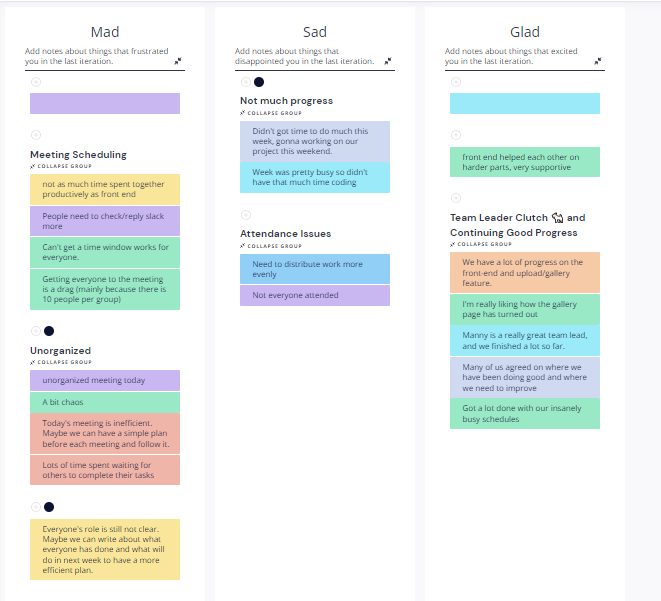 Mad
Add notes about things that frustrated
you in the last iteration.
Meeting Scheduling
COLLAPSE GROUP
not as much time spent together
productively as front end
People need to check/reply slack
more
Can't get a time window works for
everyone.
Getting everyone to the meeting
is a drag (mainly because there is
10 people per group)
Unorganized
COLLAPSE GROUP
unorganized meeting today
A bit chaos
Today's meeting is inefficient.
Maybe we can have a simple plan
before each meeting and follow it.
Lots of time spent waiting for
others to complete their tasks
Everyone's role is still not clear.
Maybe we can write about what
everyone has done and what will
do in next week to have a more
efficient plan.
Sad
Add notes about things that
disappointed you in the last iteration.
Not much progress
COLLAPSE GROUP
Didn't got time to do much this
week, gonna working on our
project this weekend.
Week was pretty busy so didn't
have that much time coding
Attendance Issues
COLLAPSE GROUP
Need to distribute work more
evenly
Not everyone attended
Glad
Add notes about things that excited
you in the last iteration.
front end helped each other on
harder parts, very supportive
Team Leader Clutch and
Continuing Good Progress
COLLAPSE GROUP
We have a lot of progress on the
front-end and upload/gallery
feature.
I'm really liking how the gallery
page has turned out
Manny is a really great team lead,
and we finished a lot so far.
Many of us agreed on where we
have been doing good and where
we need to improve
Got a lot done with our insanely
busy schedules